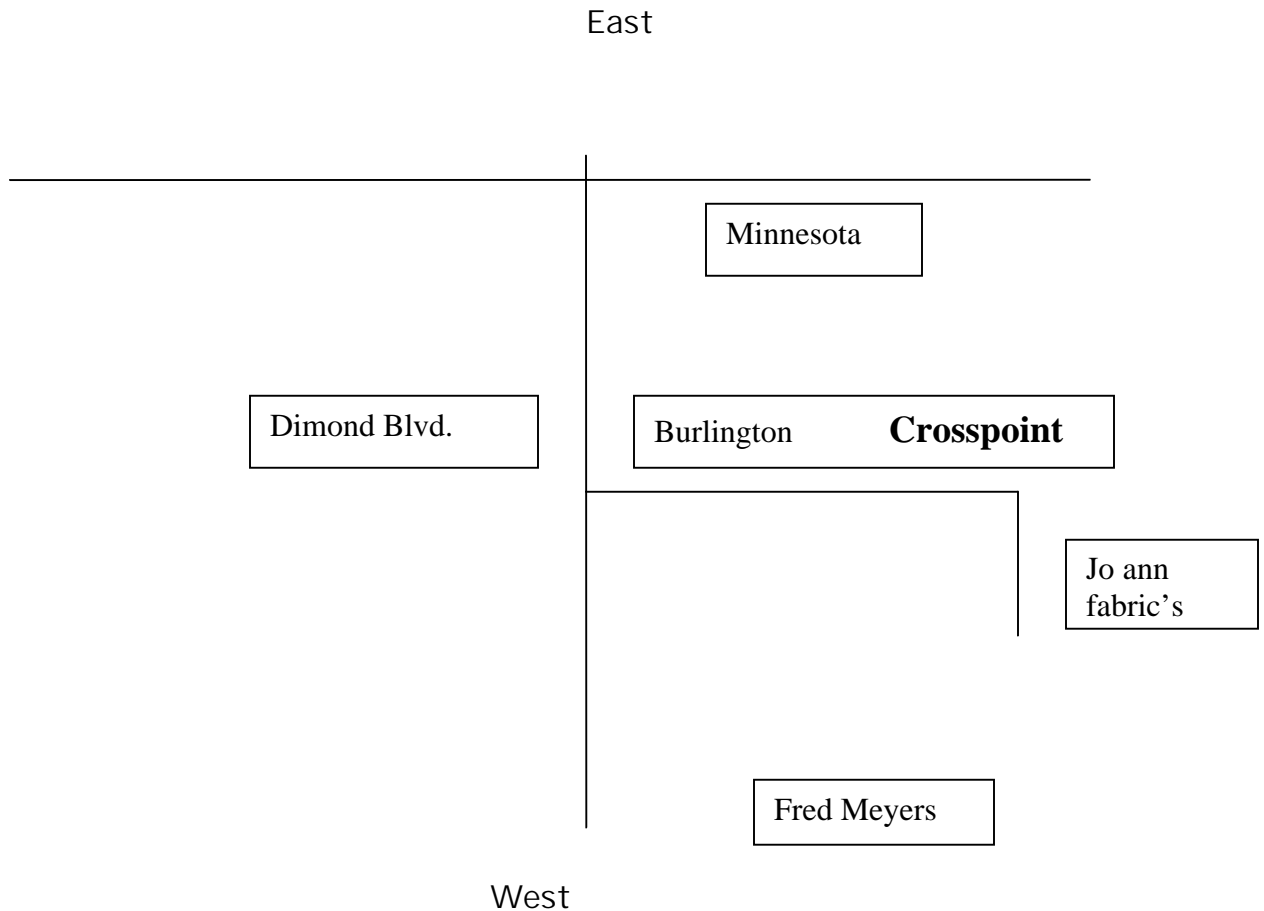 East
Minnesota
Dimond Blvd.
Burlington Crosspoint
Jo ann
fabric’s
Fred Meyers
West